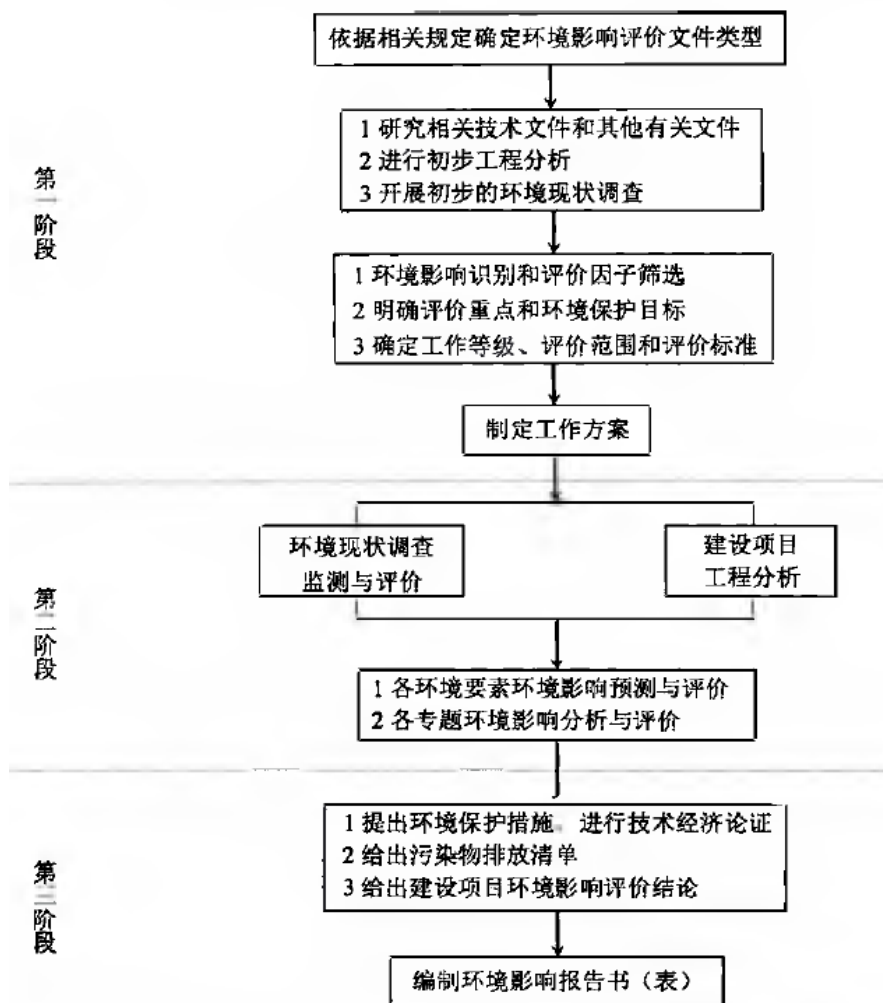 依据相关规定确定环境影响评价文件类型
1 研究相关技术文件和其他有关文件
2 进行初步工程分析
3 开展初步的环境现状调查
第一阶段
1 环境影响识别和评价因子筛选
2 明确评价重点和环境保护目标
3 确定工作等级、评价范围和评价标准
制定工作方案
环境现状调查
监测与评价
建设项目
工程分析
第二阶段
1 各环境要素环境影响预测与评价
2 各专题环境影响分析与评价
1 提出环境保护措施、进行技术经济论证
2 给出污染物排放清单
3 给出建设项目环境影响评价结论
第三阶段
编制环境影响报告书（表）